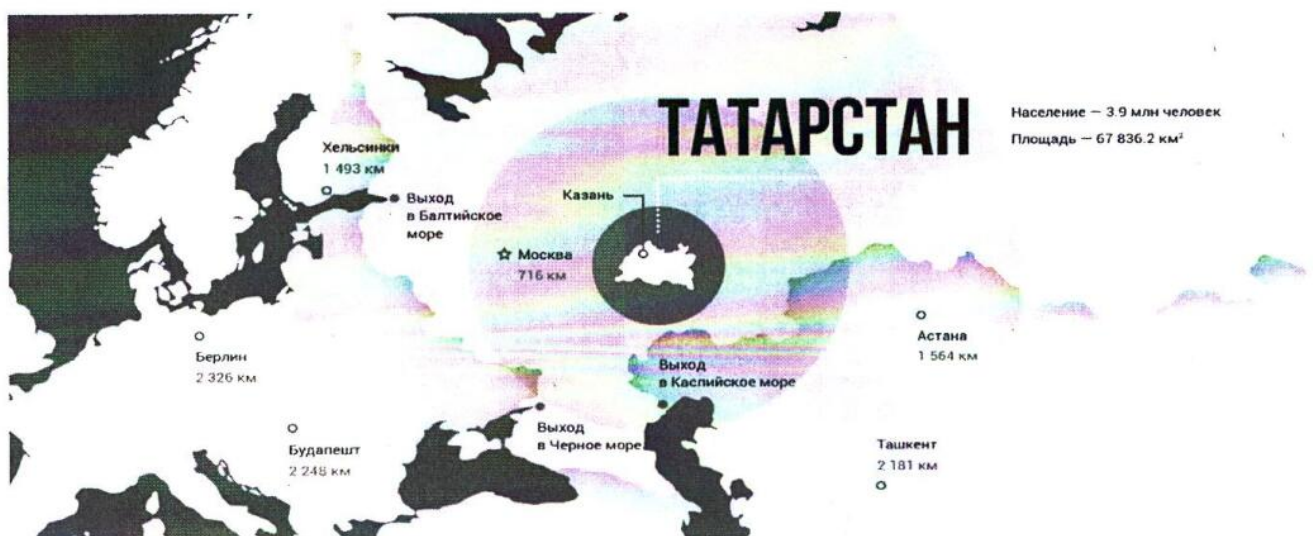 ТАТАРСТАН
Население — 3.9 млн человек
Площадь — 67 836.2 км²
Хельсинки
1 493 км
Выход
в Балтийское
море
Казань
Москва
716 км
Берлин
2 326 км
Астана
1 564 км
Выход
в Каспийское море
Будапешт
2 248 км
Выход
в Черное море
Ташкент
2 181 км